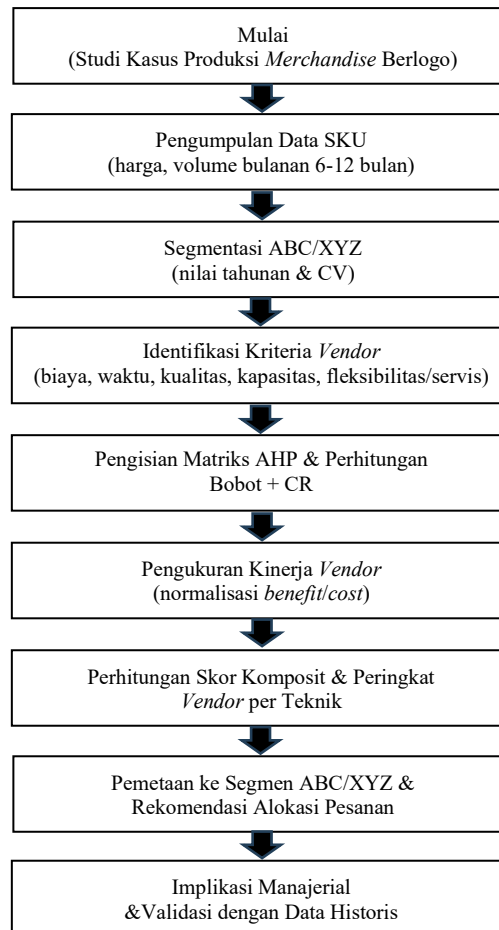 Mulai
(Studi Kasus Produksi Merchandise Berlogo)
Pengumpulan Data SKU
(harga, volume bulanan 6-12 bulan)
Segmentasi ABC/XYZ
(nilai tahunan & CV)
Identifikasi Kriteria Vendor
(biaya, waktu, kualitas, kapasitas, fleksibilitas/servis)
Pengisian Matriks AHP & Perhitungan
Bobot + CR
Pengukuran Kinerja Vendor
(normalisasi benefit/cost)
Perhitungan Skor Komposit & Peringkat
Vendor per Teknik
Pemetaan ke Segmen ABC/XYZ &
Rekomendasi Alokasi Pesanan
Implikasi Manajerial
&Validasi dengan Data Historis